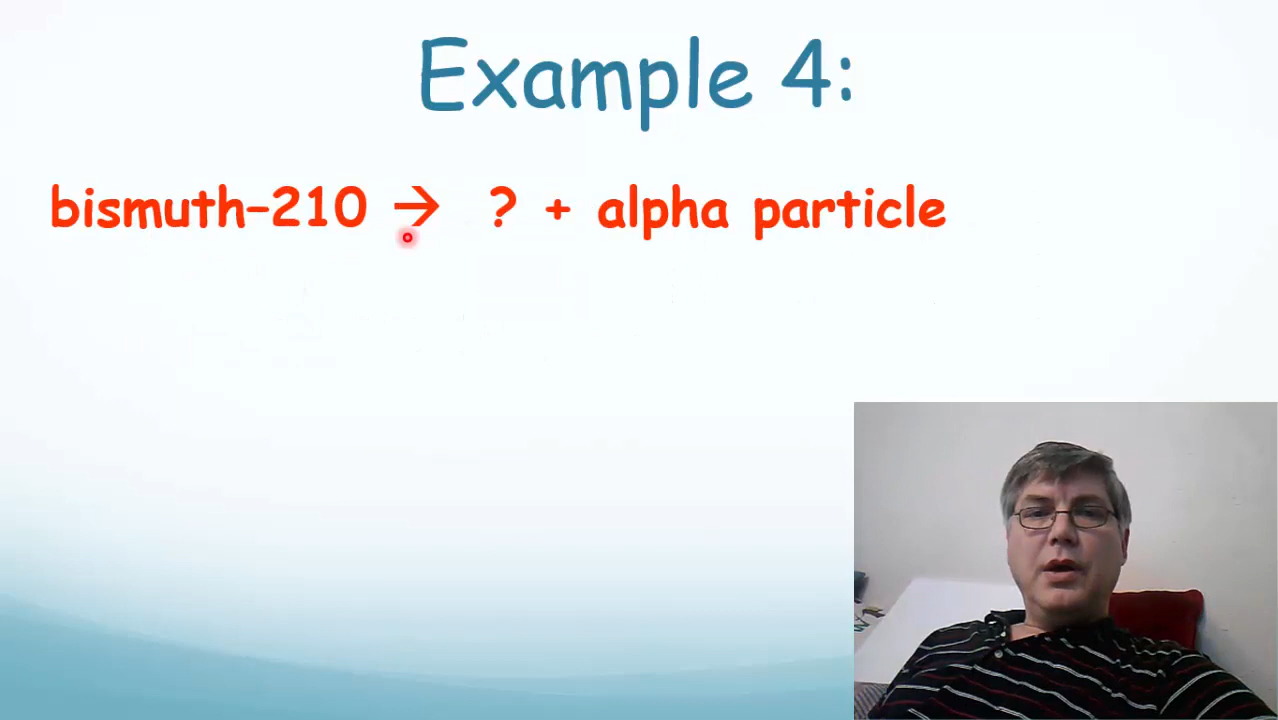 Example 4:
bismuth–210 → ? + alpha particle